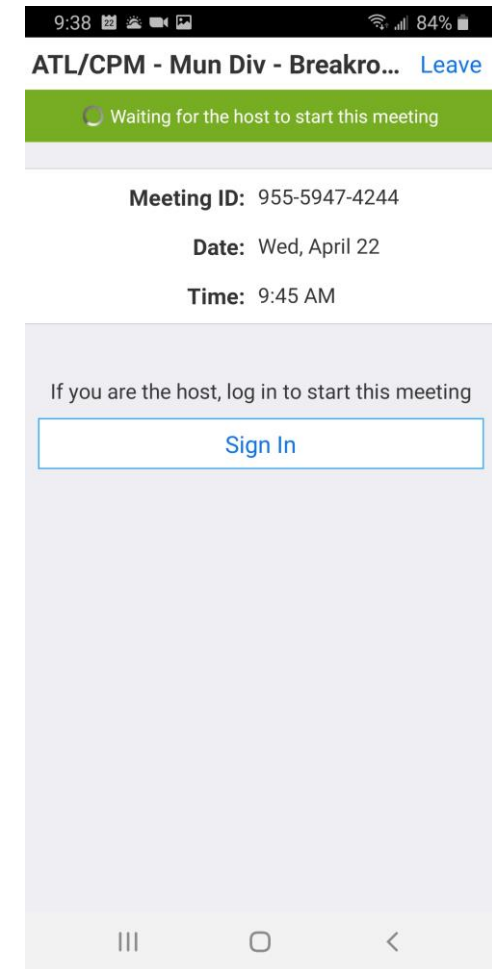 9:38 22 84%
ATL/CPM - Mun Div - Breakro... Leave
Waiting for the host to start this meeting
Meeting ID: 955-5947-4244
Date: Wed, April 22
Time: 9:45 AM
If you are the host, log in to start this meeting
Sign In